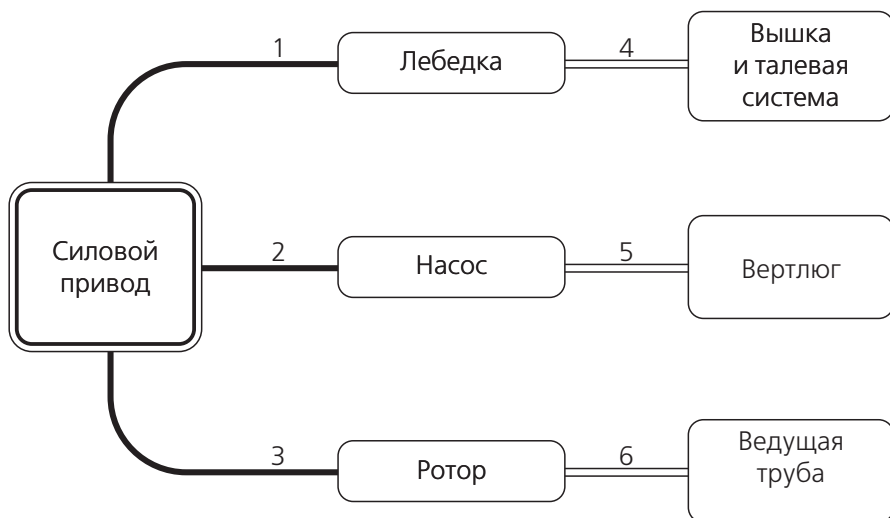 1
Лебедка
4
Вышка
и талевая
система
Силовой
привод
2
Насос
5
Вертлюг
3
Ротор
6
Ведущая
труба